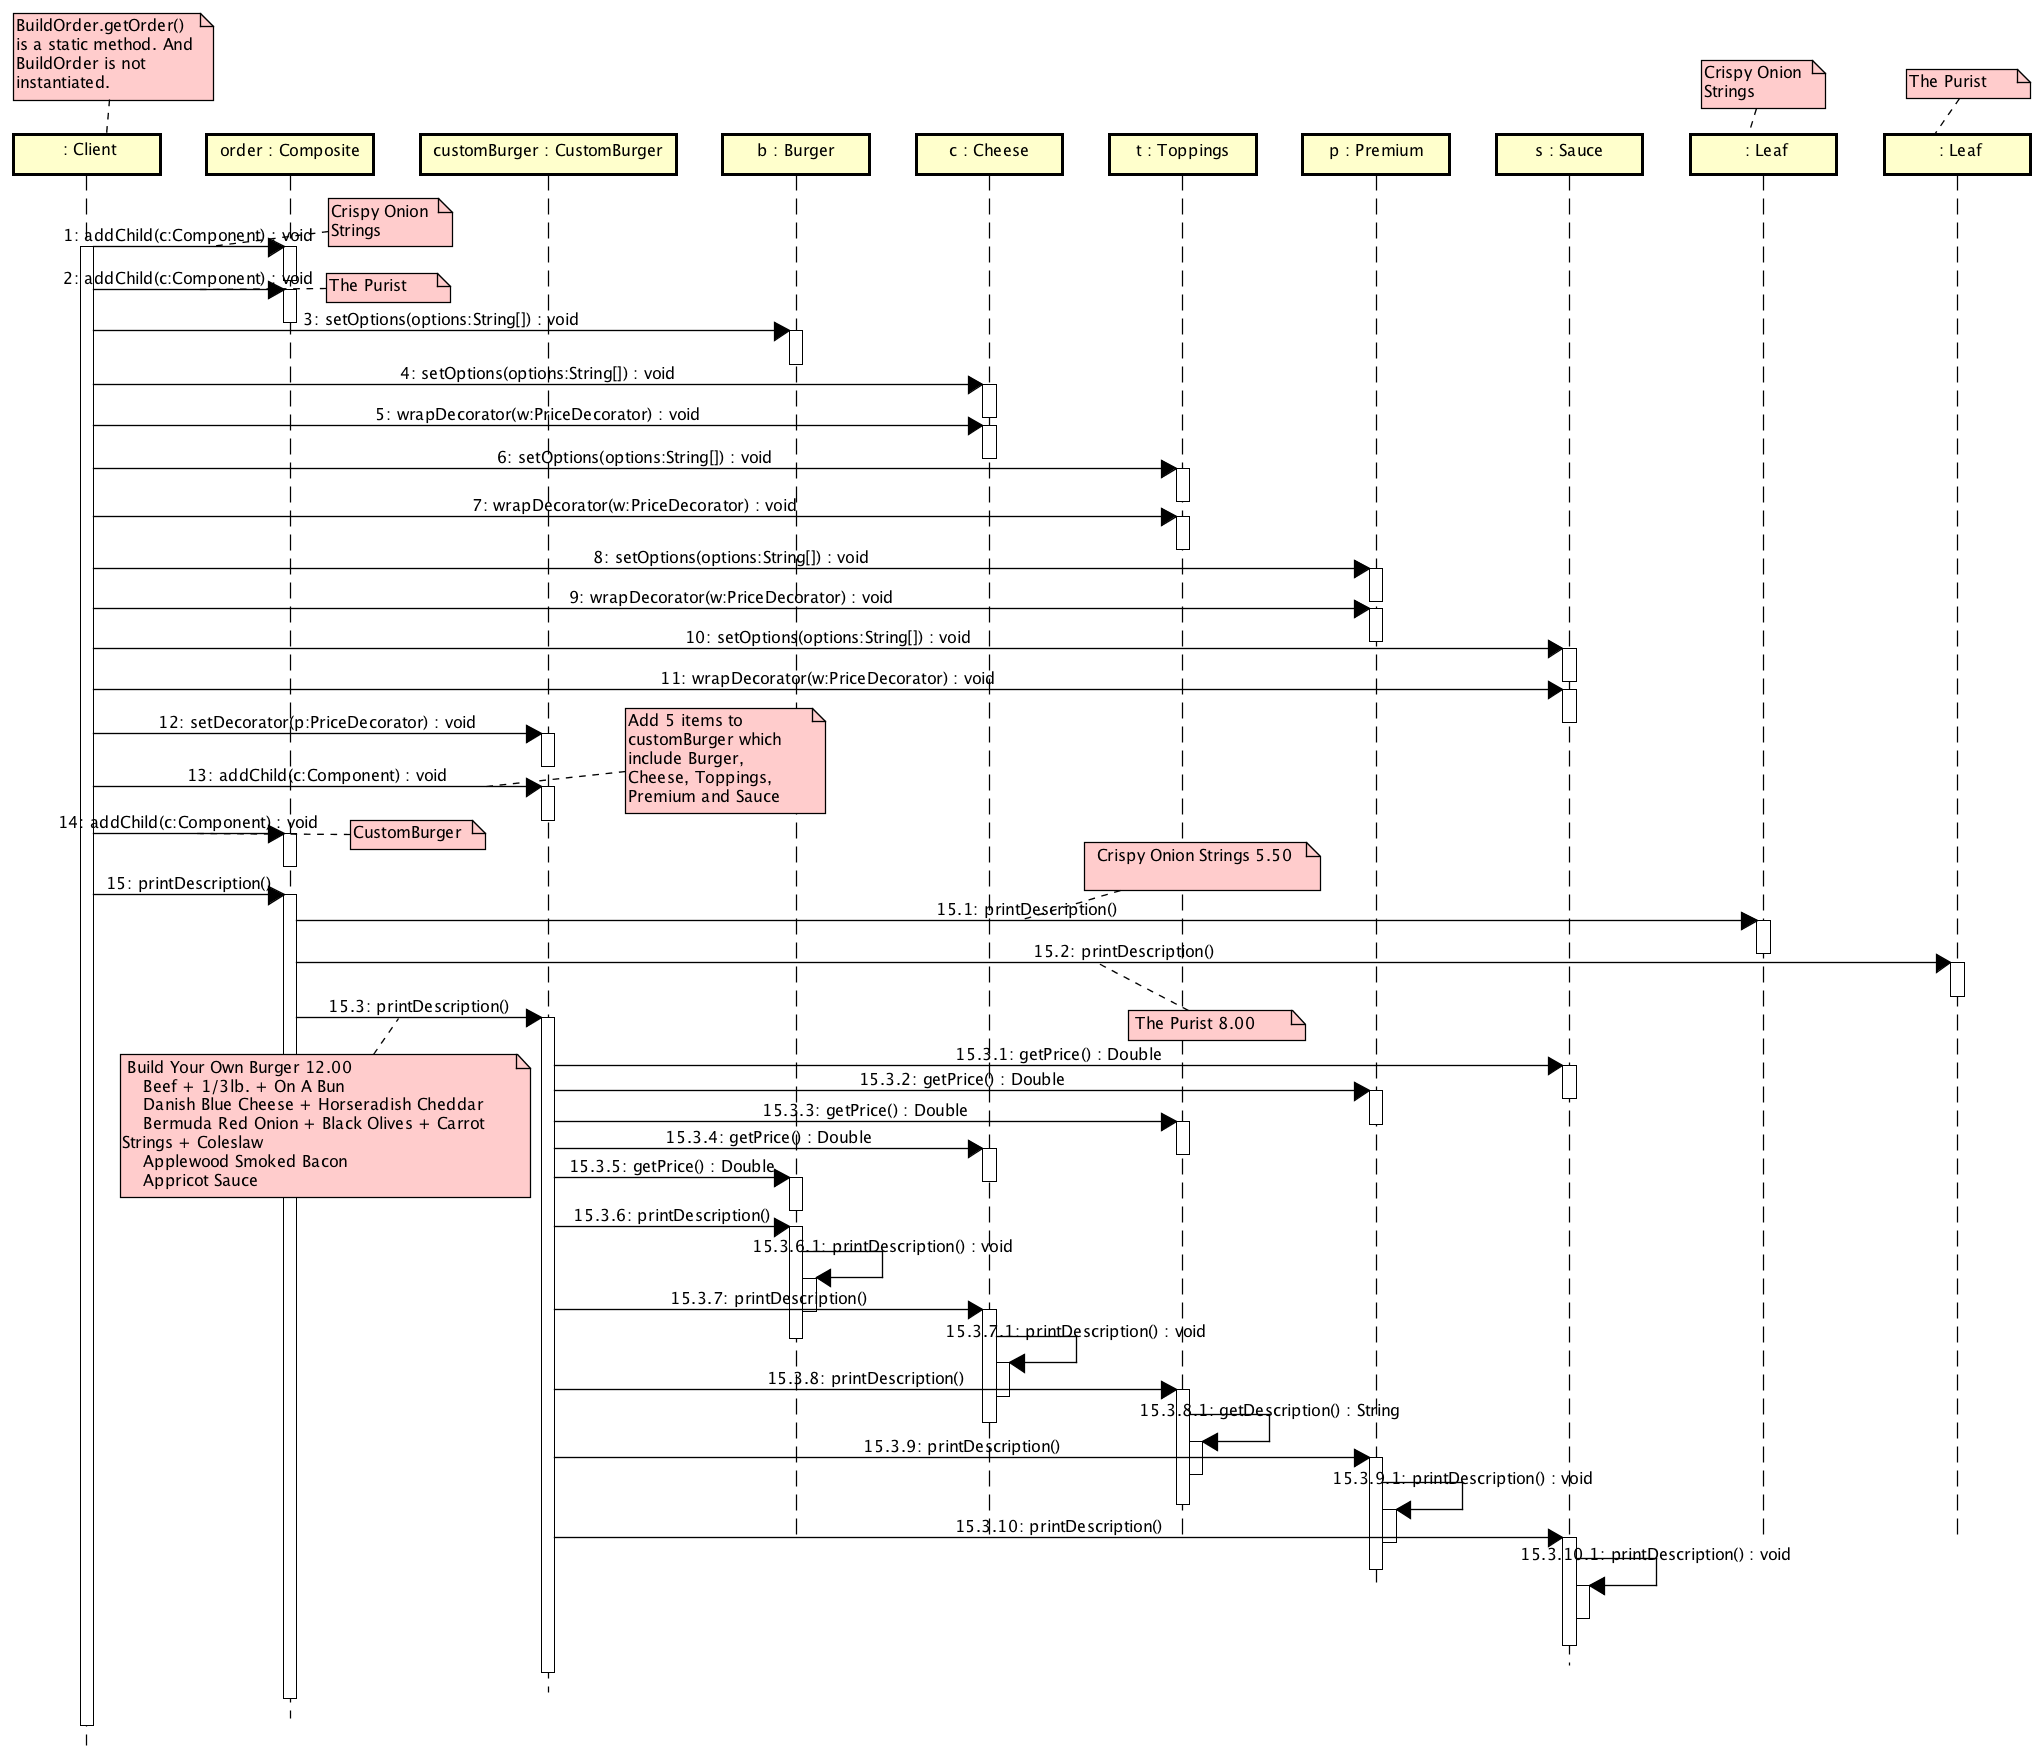 BuildOrder.getOrder()
is a static method. And
BuildOrder is not
instantiated.
Crispy Onion
Strings
The Purist
: Client
order : Composite
customBurger : CustomBurger
b : Burger
c : Cheese
t : Toppings
p : Premium
s : Sauce
: Leaf
: Leaf
Crispy Onion
Strings
1: addChild(c:Component) : void
2: addChild(c:Component) : void
The Purist
3: setOptions(options:String[]) : void
4: setOptions(options:String[]) : void
5: wrapDecorator(w:PriceDecorator) : void
6: setOptions(options:String[]) : void
7: wrapDecorator(w:PriceDecorator) : void
8: setOptions(options:String[]) : void
9: wrapDecorator(w:PriceDecorator) : void
10: setOptions(options:String[]) : void
11: wrapDecorator(w:PriceDecorator) : void
12: setDecorator(p:PriceDecorator) : void
Add 5 items to
customBurger which
include Burger,
Cheese, Toppings,
Premium and Sauce
13: addChild(c:Component) : void
14: addChild(c:Component) : void
CustomBurger
Crispy Onion Strings 5.50
15: printDescription()
15.1: printDescription()
15.2: printDescription()
15.3: printDescription()
The Purist 8.00
Build Your Own Burger 12.00
Beef + 1/3lb. + On A Bun
Danish Blue Cheese + Horseradish Cheddar
Bermuda Red Onion + Black Olives + Carrot
Strings + Coleslaw
Applewood Smoked Bacon
Appricot Sauce
15.3.1: getPrice() : Double
15.3.2: getPrice() : Double
15.3.3: getPrice() : Double
15.3.4: getPrice() : Double
15.3.5: getPrice() : Double
15.3.6: printDescription()
15.3.6.1: printDescription() : void
15.3.7: printDescription()
15.3.7.1: printDescription() : void
15.3.8: printDescription()
15.3.8.1: getDescription() : String
15.3.9: printDescription()
15.3.9.1: printDescription() : void
15.3.10: printDescription()
15.3.10.1: printDescription() : void